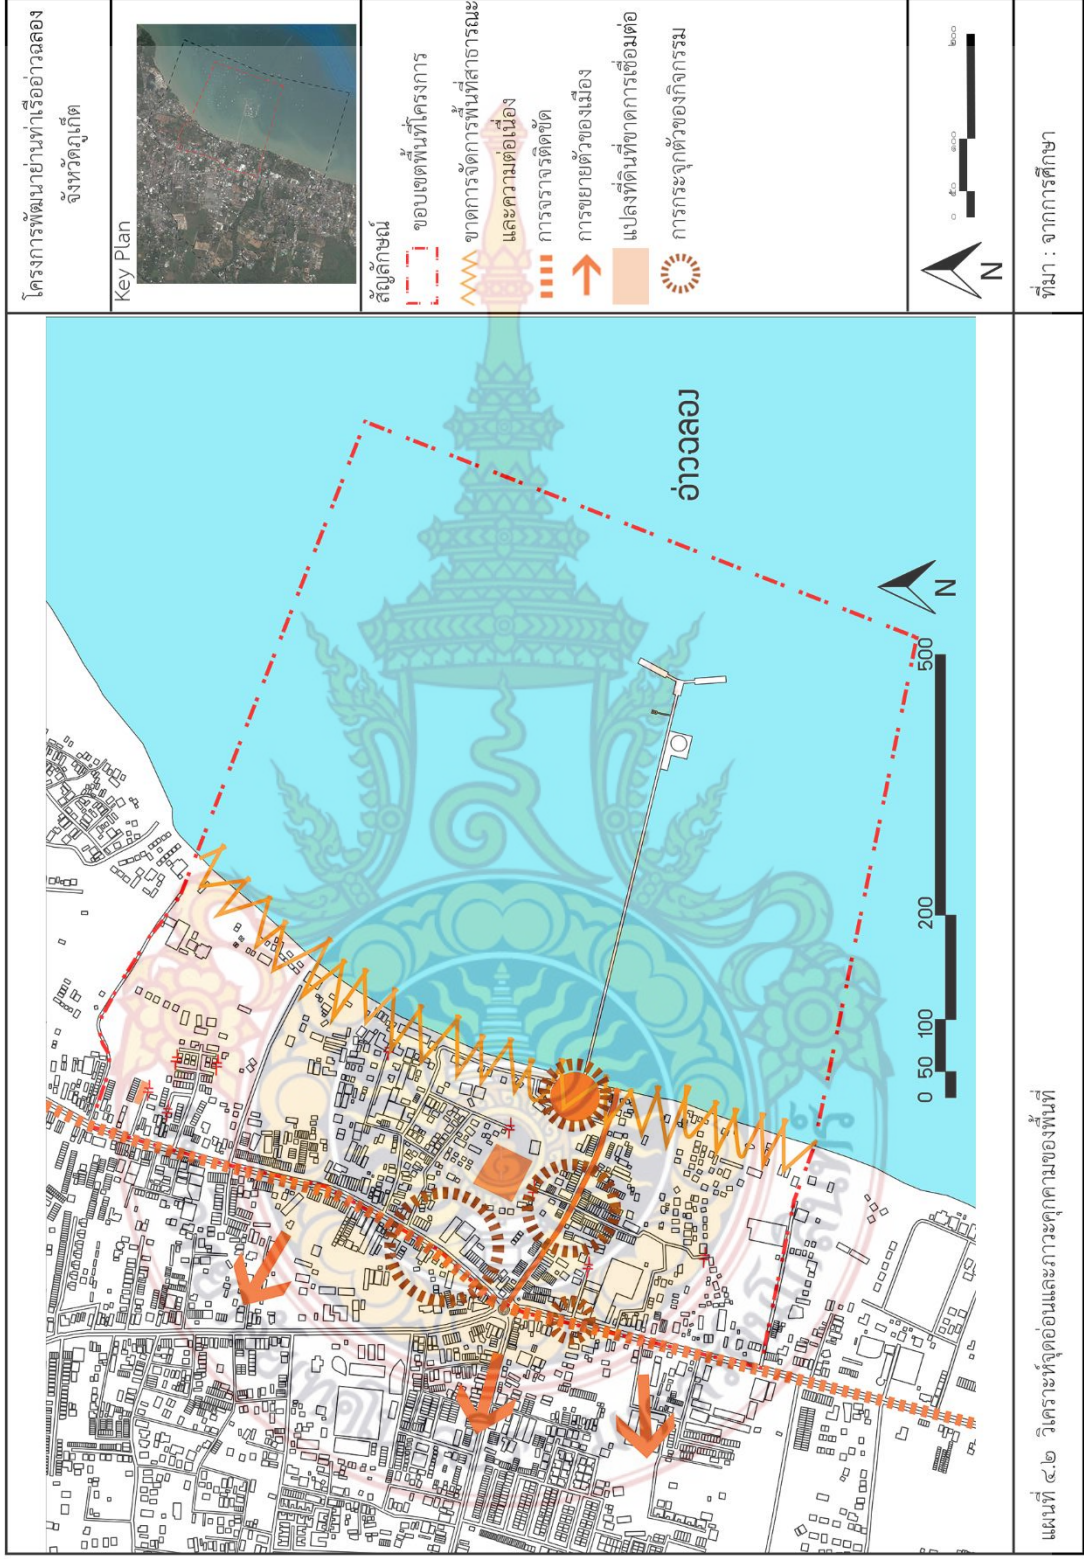 โครงการพัฒนาย่านท่าเรืออ่าวฉลอง
จังหวัดภูเก็ต
Key Plan
สัญลักษณ์
ขอบเขตพื้นที่โครงการ
ขาดการจัดการพื้นที่สาธารณะ
และความต่อเนื่อง
การจราจรติดขัด
การขยายตัวของเมือง
แปลงที่ดินที่ขาดการเชื่อมต่อ
การกระจุกตัวของกิจกรรม
๐ ๕๐ ๑๐๐ ๒๐๐
N
ที่มา : จากการศึกษา
อ่าวฉลอง
N
0 50 100 200 500
แผนที่ ๔.๒ วิเคราะห์จุดอ่อนและภาวะคุกคามของพื้นที่